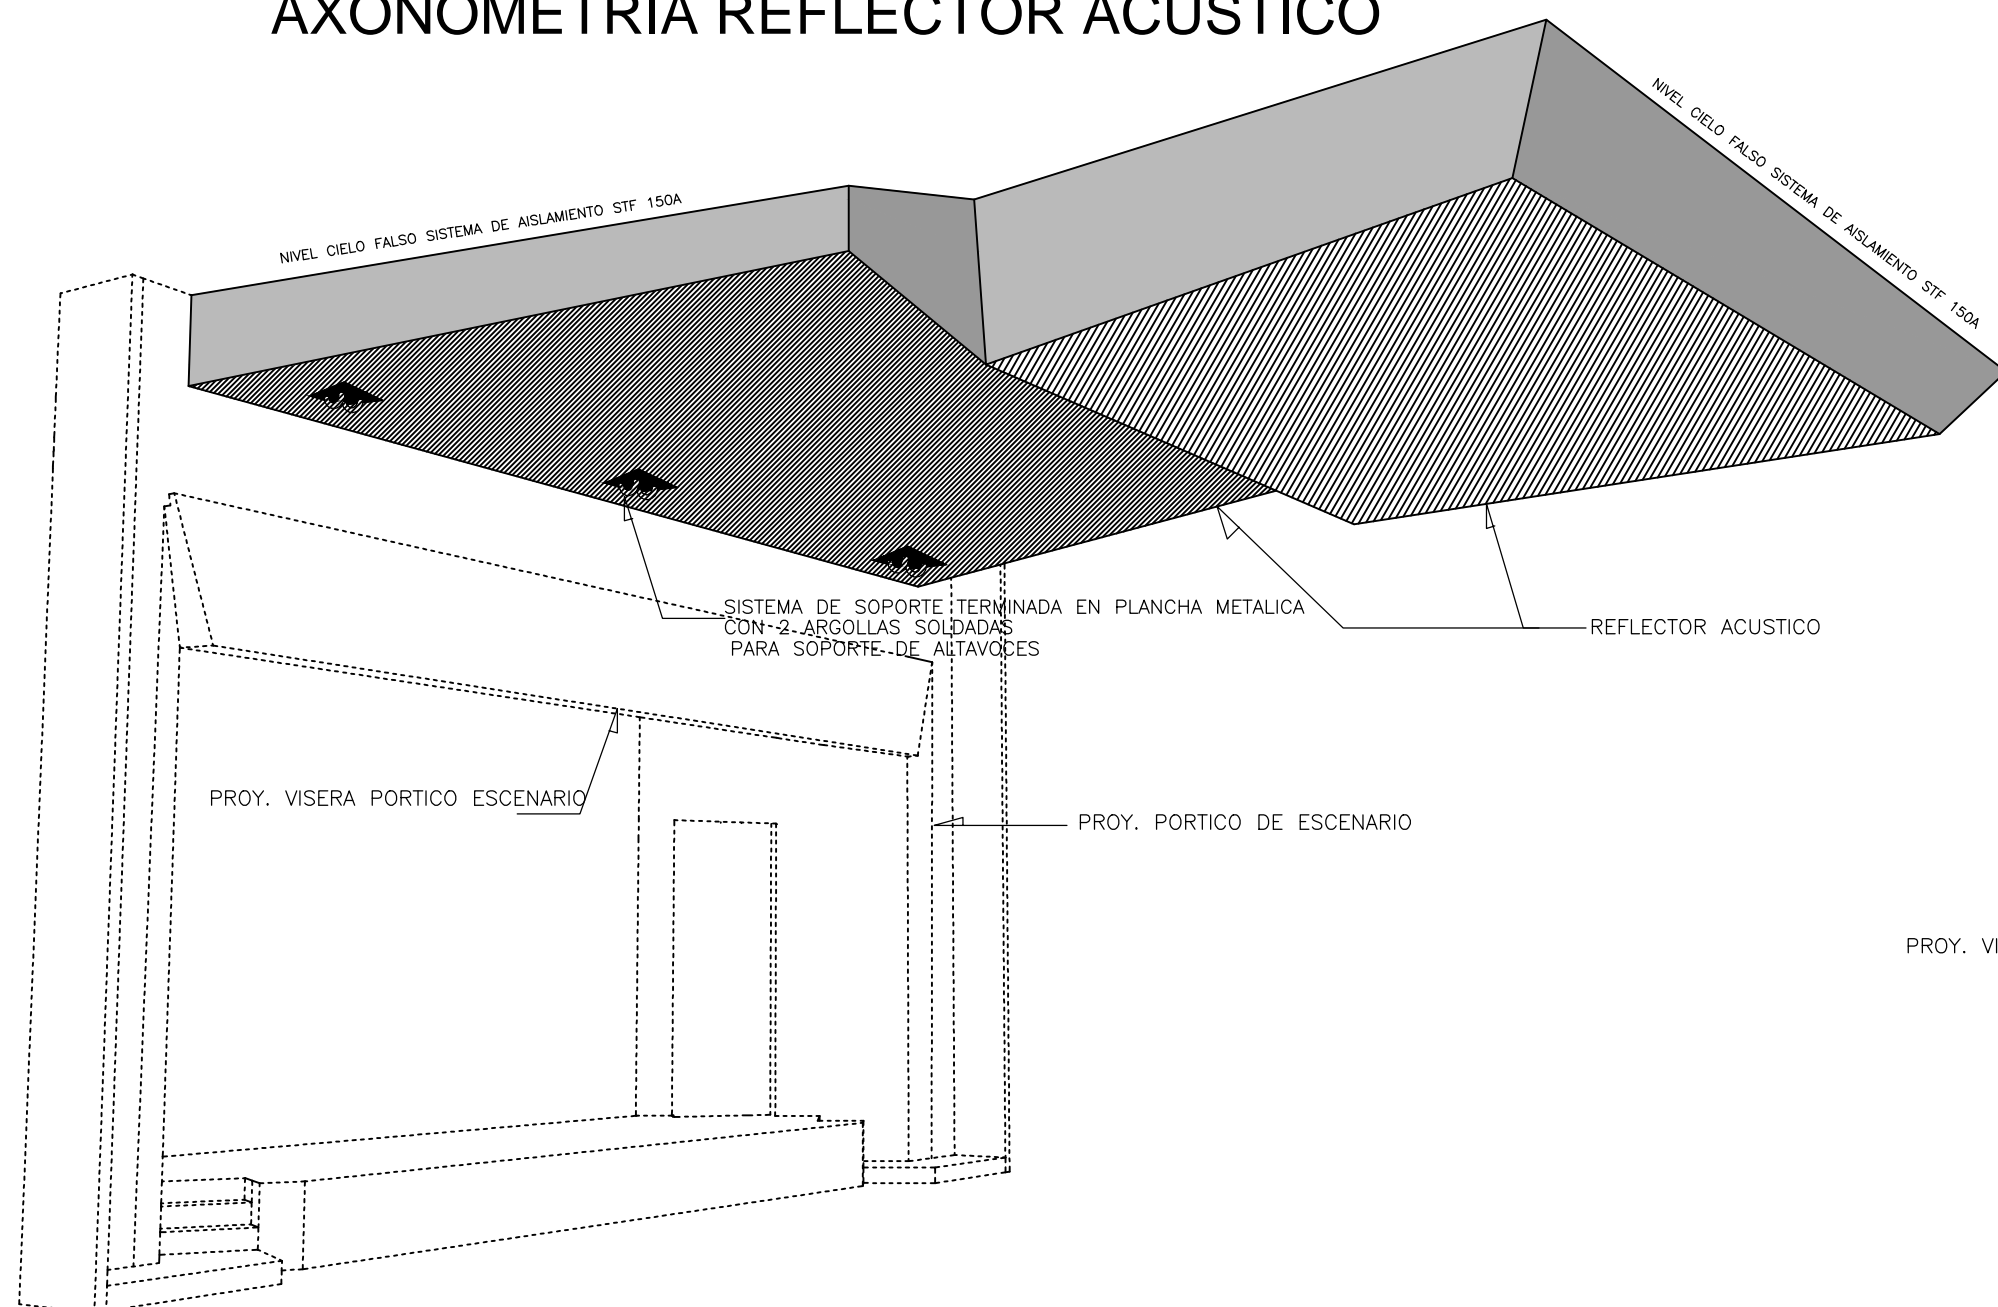 AXONOMETRIA REFLECTOR ACUSTICO
NIVEL CIELO FALSO SISTEMA DE AISLAMIENTO STF 150A
NIVEL CIELO FALSO SISTEMA DE AISLAMIENTO STF 150A
SISTEMA DE SOPORTE TERMINADA EN PLANCHA METALICA
CON 2 ARGOLLAS SOLDADAS
PARA SOPORTE DE ALTAVOCES
REFLECTOR ACUSTICO
PROY. VISERA PORTICO ESCENARIO
PROY. PORTICO DE ESCENARIO
PROY. VI